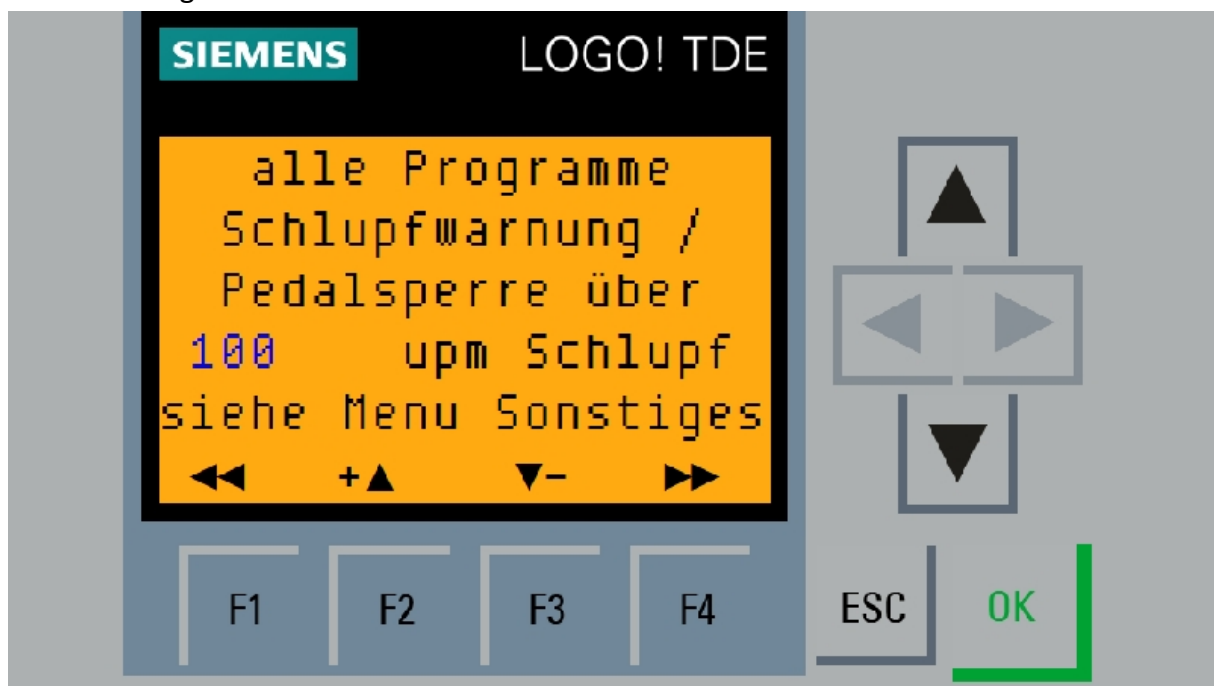 SIEMENS LOGO! TDE
alle Programme
Schlupfwarnung /
Pedalsperre über
100 upm Schlupf
siehe Menu Sonstiges
◀◀ +▲ ▼- ▶▶
F1 F2 F3 F4 ESC OK